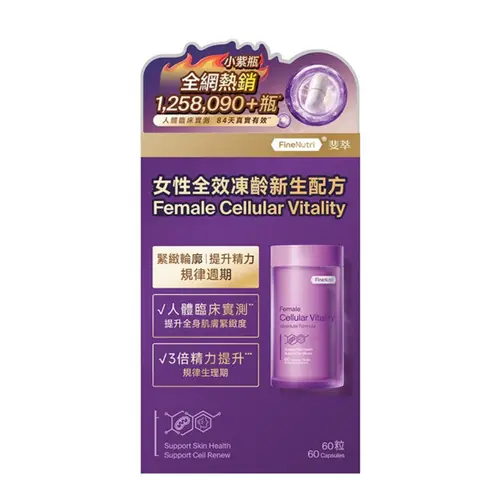 小紫瓶
全網熱銷
1,258,090+瓶*
人體臨床實測 84天真實有效**
FineNutri® 斐萃
女性全效凍齡新生配方
Female Cellular Vitality
緊緻輪廓|提升精力
規律週期
√人體臨床實測**
提升全身肌膚緊緻度
√3倍精力提升***
規律生理期
FineNutri
Female
Cellular Vitality
Absolute Formula
Support Skin Health
Support Cell Renew
60粒
60 Capsules